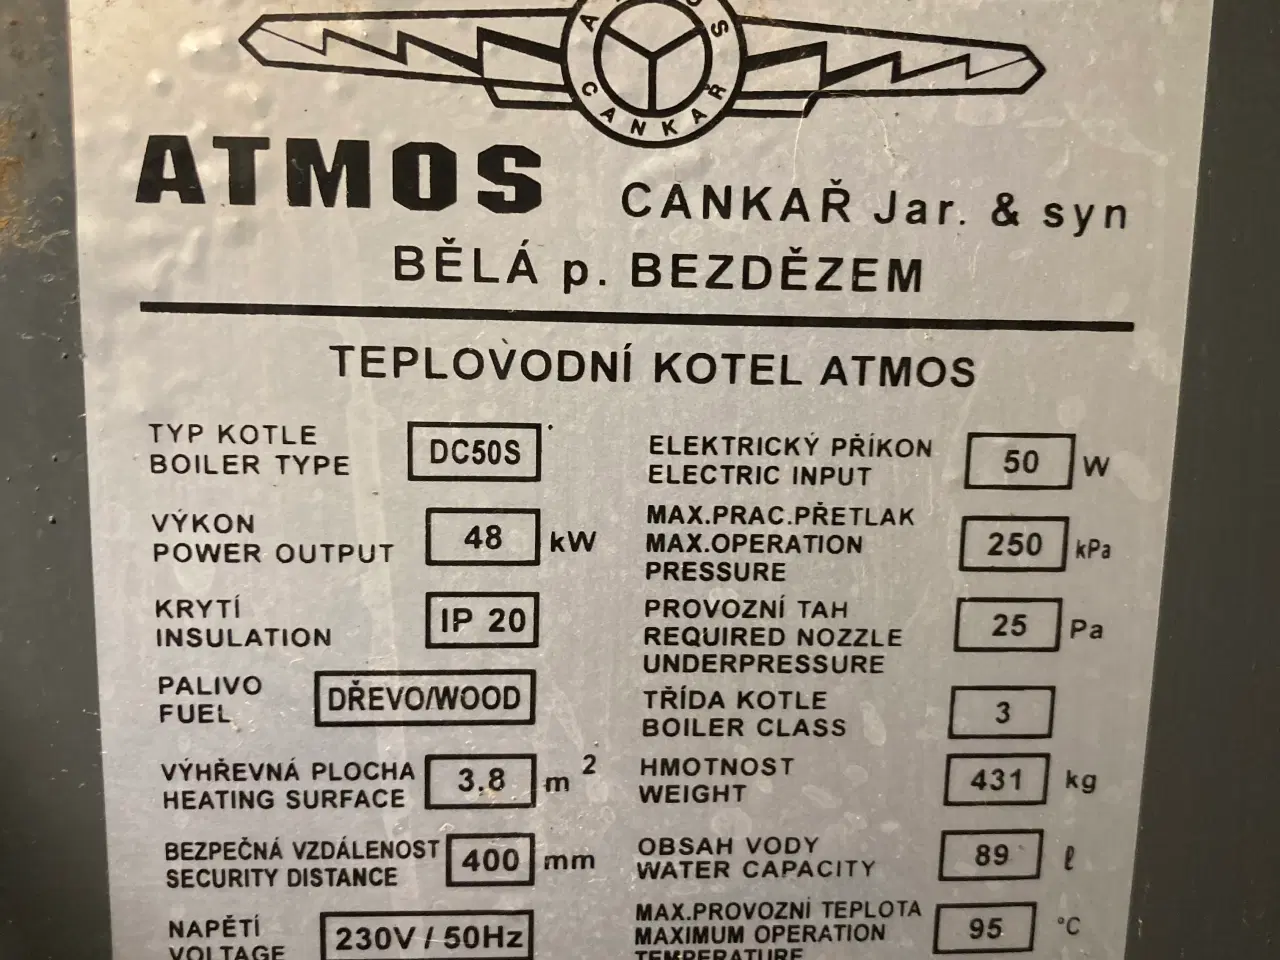 CANKAŘ
ATMOS CANKAŘ Jar. & syn
BĚLÁ p. BEZDĚZEM
TEPLOVODNÍ KOTEL ATMOS
TYP KOTLE
BOILER TYPE DC50S
VÝKON
POWER OUTPUT 48 kW
KRYTÍ
INSULATION IP 20
PALIVO
FUEL DŘEVO/WOOD
VÝHŘEVNÁ PLOCHA
HEATING SURFACE 3.8 m²
BEZPEČNÁ VZDÁLENOST
SECURITY DISTANCE 400 mm
NAPĚTÍ
VOLTAGE 230V / 50Hz
ELEKTRICKÝ PŘÍKON
ELECTRIC INPUT 50 W
MAX.PRAC.PŘETLAK
MAX.OPERATION
PRESSURE 250 kPa
PROVOZNÍ TAH
REQUIRED NOZZLE
UNDERPRESSURE 25 Pa
TŘÍDA KOTLE
BOILER CLASS 3
HMOTNOST
WEIGHT 431 kg
OBSAH VODY
WATER CAPACITY 89 ℓ
MAX.PROVOZNÍ TEPLOTA
MAXIMUM OPERATION
TEMPERATURE 95 °C